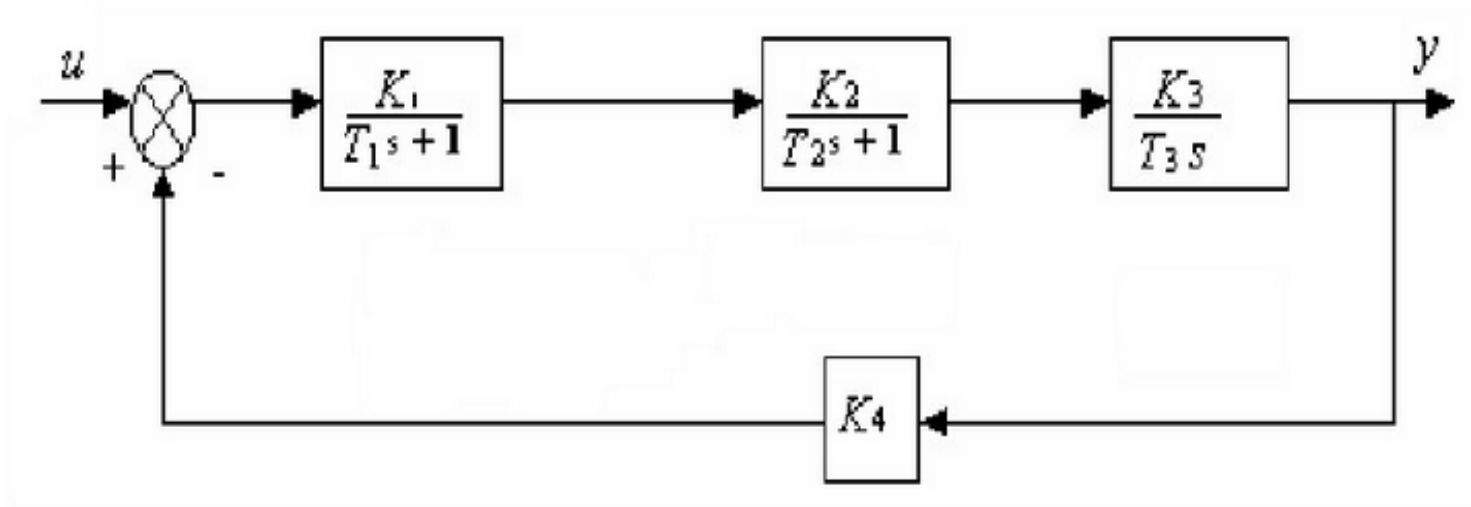 u
+
-
K₁
T₁s + 1
K₂
T₂s + 1
K₃
T₃ s
y
K₄